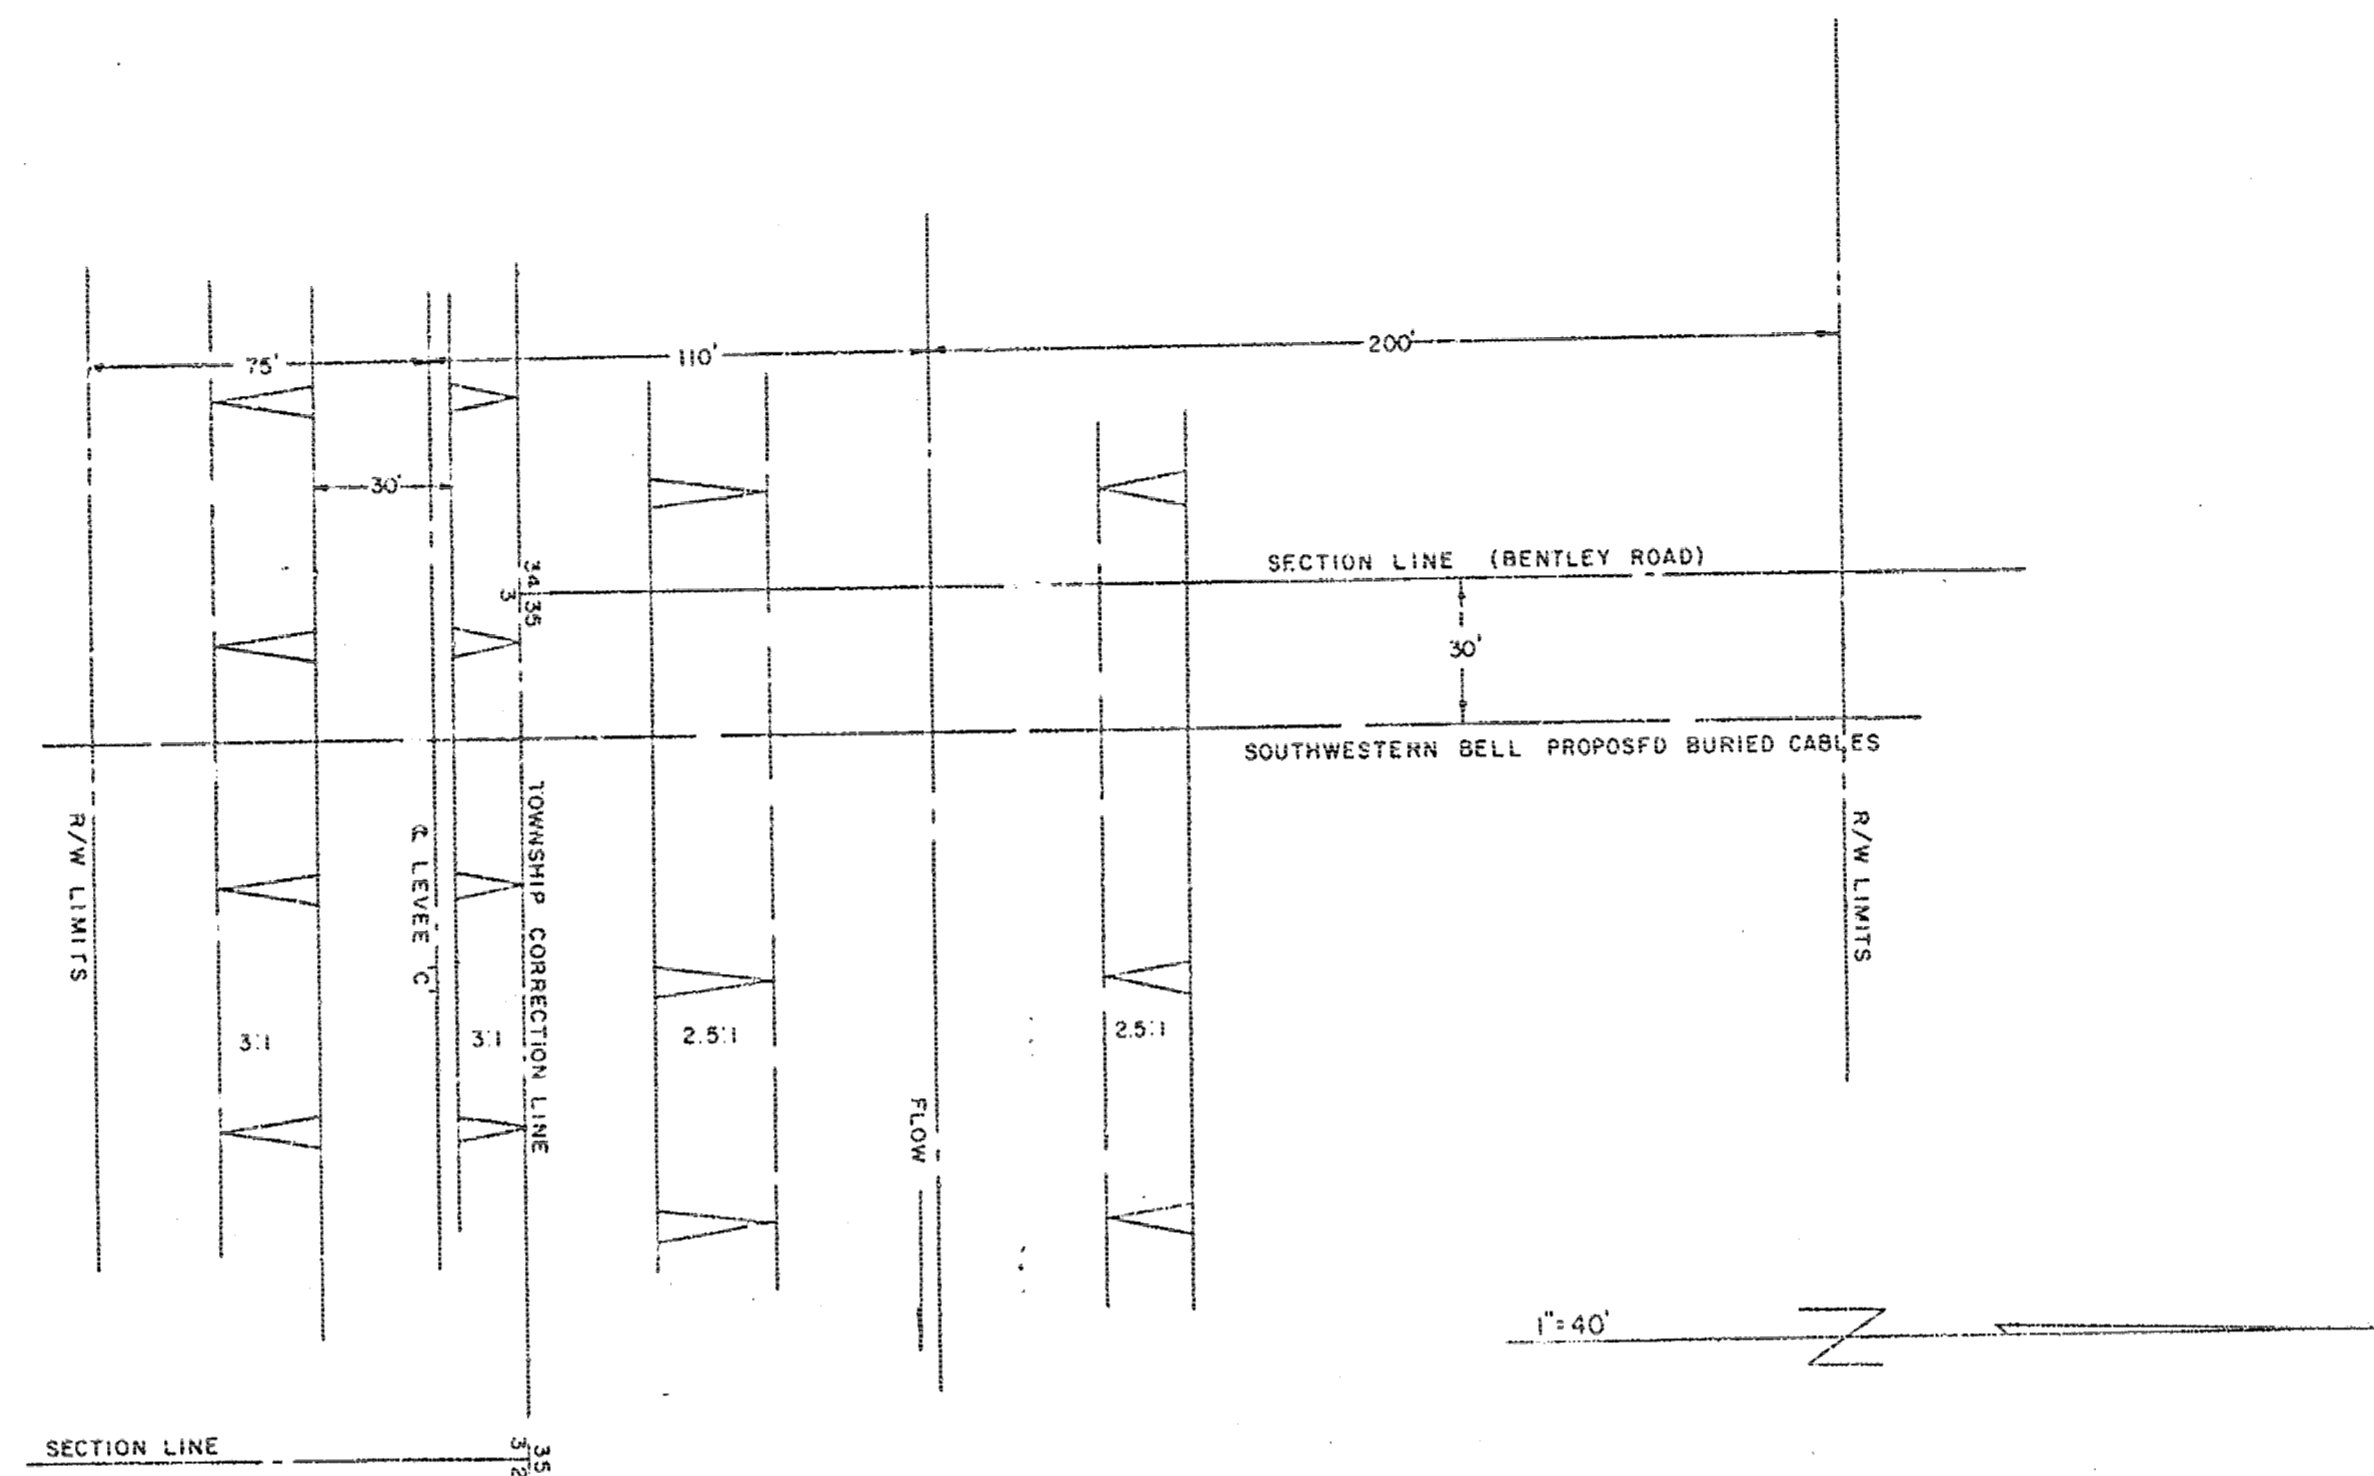 75'
110'
200'
30'
SECTION LINE (BENTLEY ROAD)
34 35
3
30'
SOUTHWESTERN BELL PROPOSED BURIED CABLES
R/W LIMITS
℄ LEVEE 'C'
TOWNSHIP CORRECTION LINE
R/W LIMITS
3:1
3:1
2.5:1
2.5:1
FLOW
1"=40'
N
SECTION LINE
35
3 2